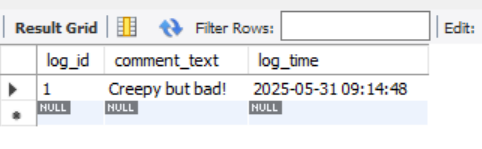 Result Grid Filter Rows: Edit:
log_id comment_text log_time
1 Creepy but bad! 2025-05-31 09:14:48
NULL NULL NULL